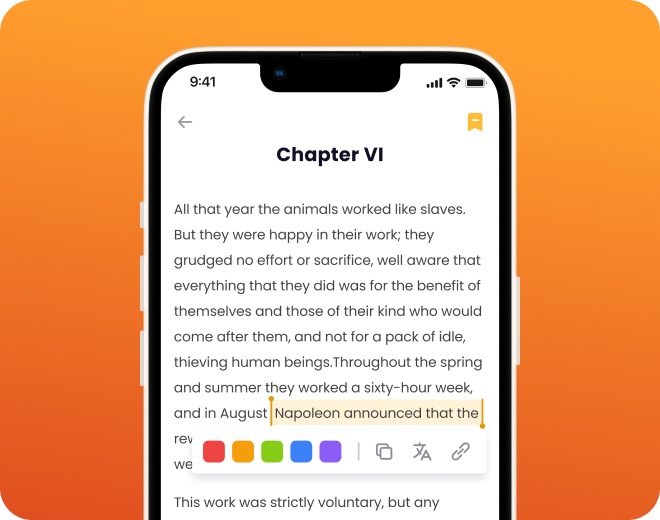 9:41
Chapter VI
All that year the animals worked like slaves.
But they were happy in their work; they
grudged no effort or sacrifice, well aware that
everything that they did was for the benefit of
themselves and those of their kind who would
come after them, and not for a pack of idle,
thieving human beings.Throughout the spring
and summer they worked a sixty-hour week,
and in August Napoleon announced that the
This work was strictly voluntary, but any